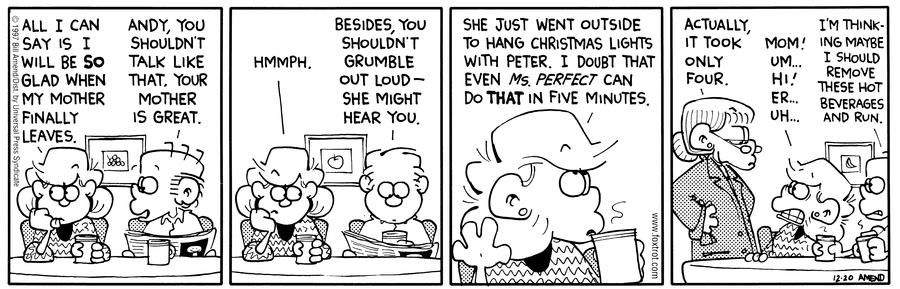 © 1997 Bill Amend/Dist. by Universal Press Syndicate
ALL I CAN
SAY IS I
WILL BE SO
GLAD WHEN
MY MOTHER
FINALLY
LEAVES.
ANDY, YOU
SHOULDN'T
TALK LIKE
THAT. YOUR
MOTHER
IS GREAT.
HMMPH.
BESIDES, YOU
SHOULDN'T
GRUMBLE
OUT LOUD—
SHE MIGHT
HEAR YOU.
SHE JUST WENT OUTSIDE
TO HANG CHRISTMAS LIGHTS
WITH PETER. I DOUBT THAT
EVEN MS. PERFECT CAN
DO THAT IN FIVE MINUTES.
www.foxtrot.com
ACTUALLY,
IT TOOK
ONLY
FOUR.
MOM!
UM...
HI!
ER...
UH...
I'M THINK-
ING MAYBE
I SHOULD
REMOVE
THESE HOT
BEVERAGES
AND RUN.
12-20 AMEND